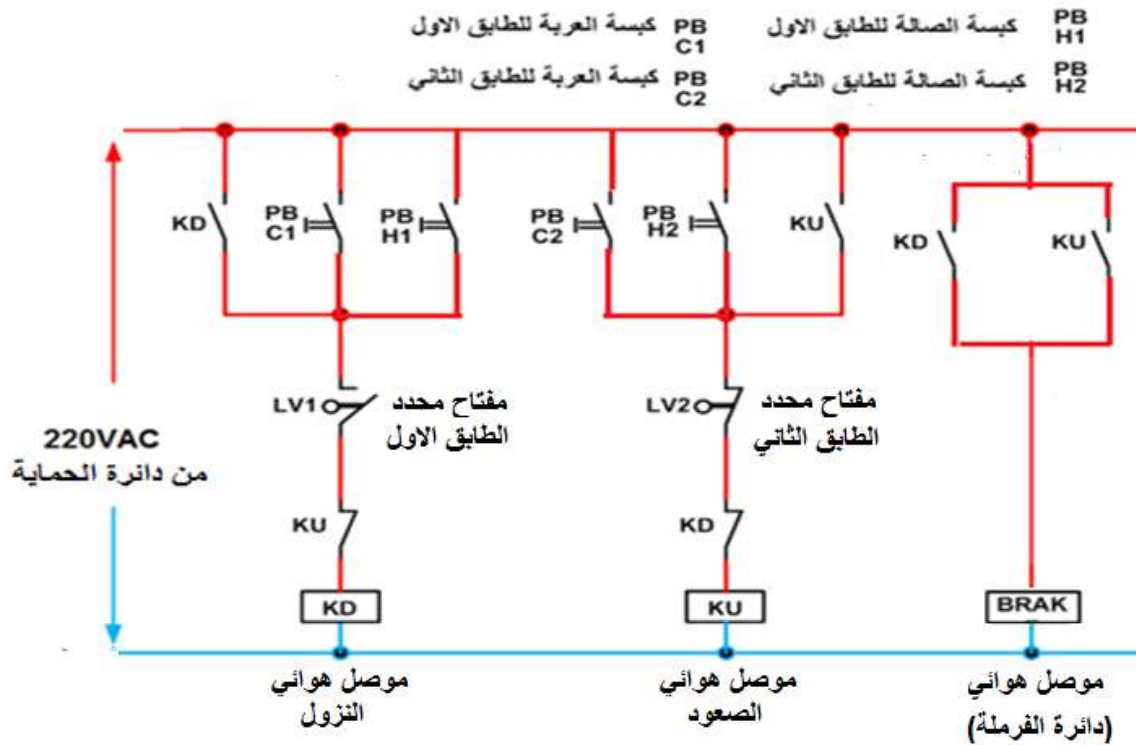 كبسة الصالة للطابق الاول PB H1
كبسة العربة للطابق الاول PB C1
كبسة الصالة للطابق الثاني PB H2
كبسة العربة للطابق الثاني PB C2
KD
PB C1
PB H1
PB C2
PB H2
KU
KD
KU
LV1
مفتاح محدد
الطابق الاول
LV2
مفتاح محدد
الطابق الثاني
220VAC
من دائرة الحماية
KU
KD
KD
KU
BRAK
موصل هوائي
النزول
موصل هوائي
الصعود
موصل هوائي
(دائرة الفرملة)